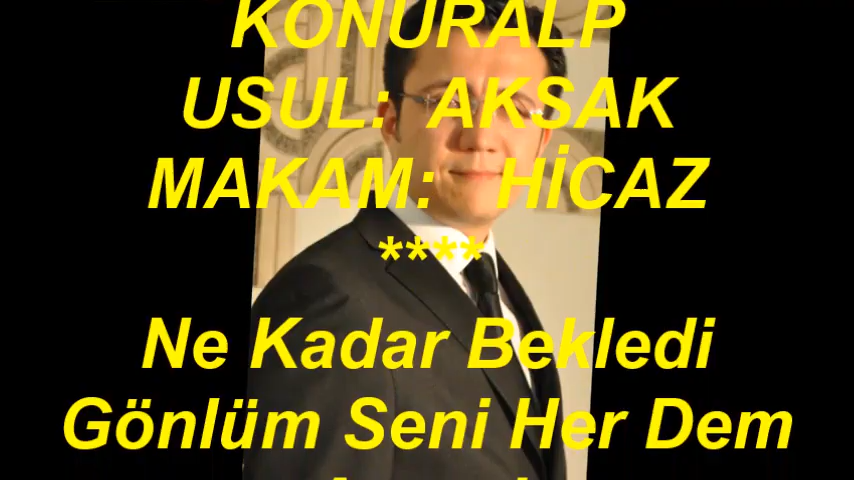 KONURALP
USUL: AKSAK
MAKAM: HİCAZ
****
Ne Kadar Bekledi
Gönlüm Seni Her Dem